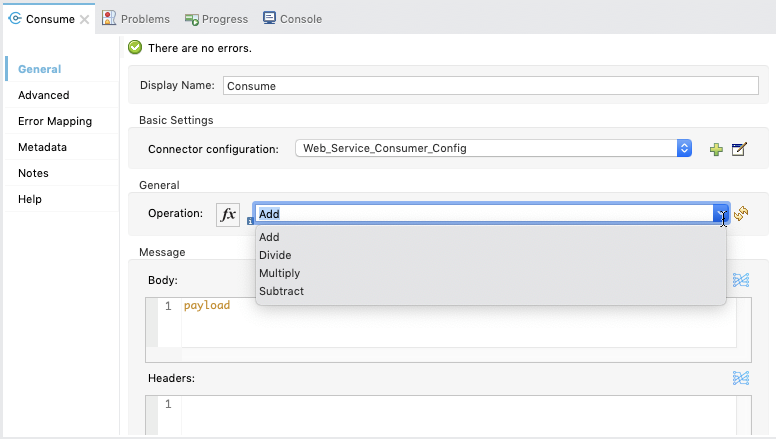 Consume Problems Progress Console
There are no errors.
General
Advanced
Error Mapping
Metadata
Notes
Help
Display Name: Consume
Basic Settings
Connector configuration: Web_Service_Consumer_Config
General
Operation: fx Add
Add
Divide
Multiply
Subtract
Message
Body:
1 payload
Headers:
1